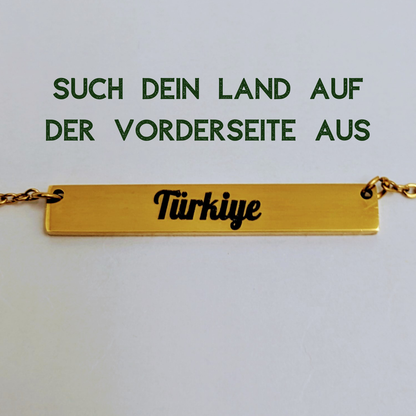 SUCH DEIN LAND AUF
DER VORDERSEITE AUS
Türkiye